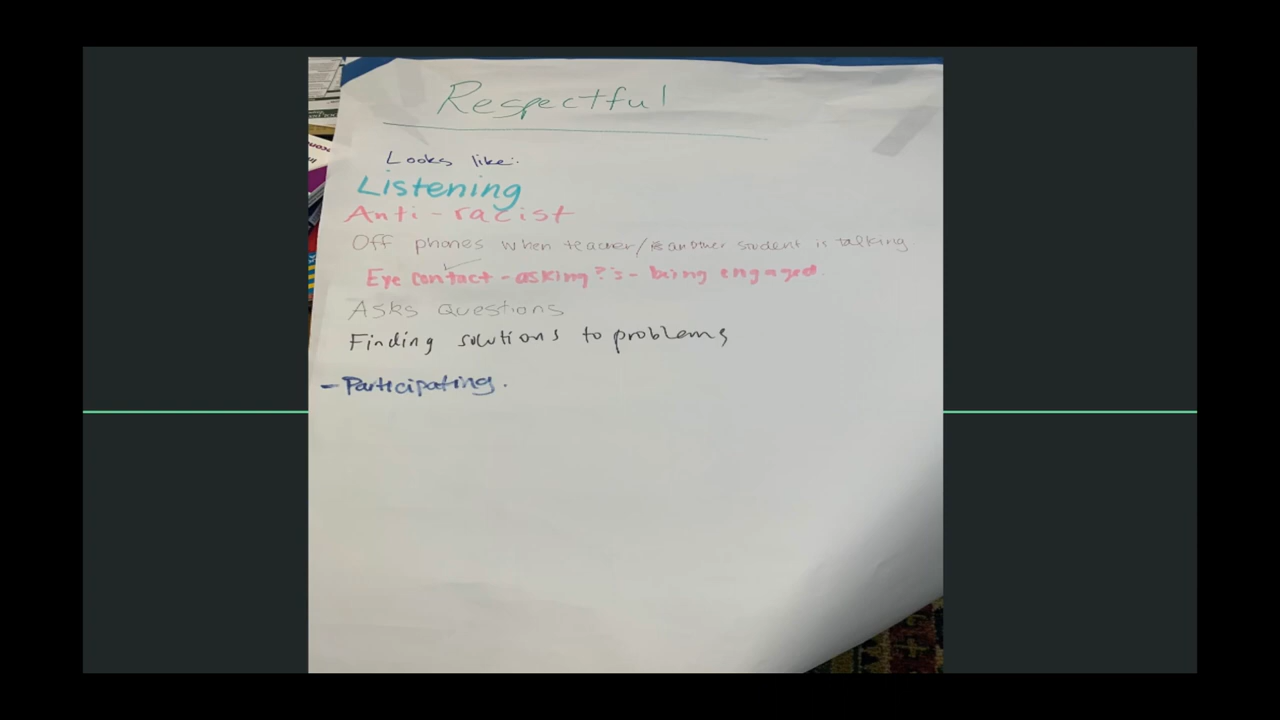 Respectful
Looks like:
Listening
Anti-racist
Off phones when teacher/another student is talking
Eye contact - asking ?'s - being engaged
Asks questions
Finding solutions to problems
- Participating.